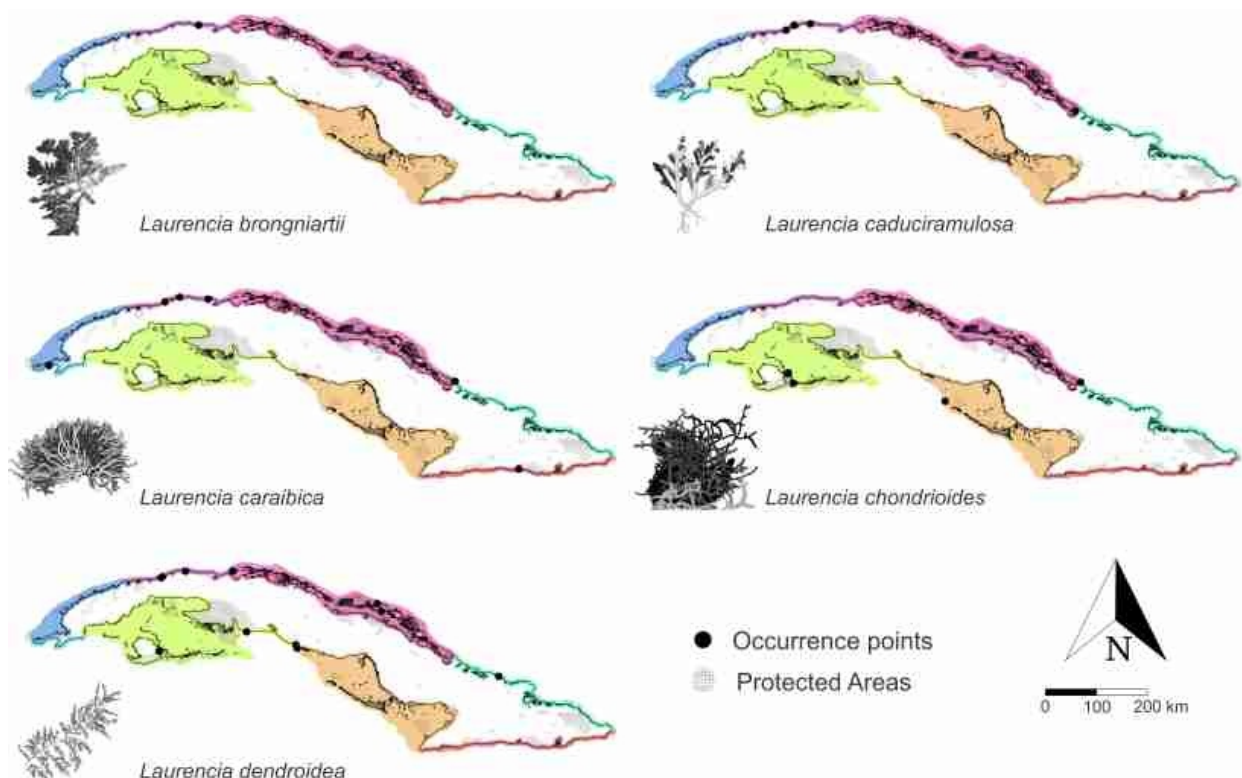 Laurencia brongniartii
Laurencia caduciramulosa
Laurencia caraibica
Laurencia chondrioides
Laurencia dendroidea
Occurrence points
Protected Areas
N
0 100 200 km